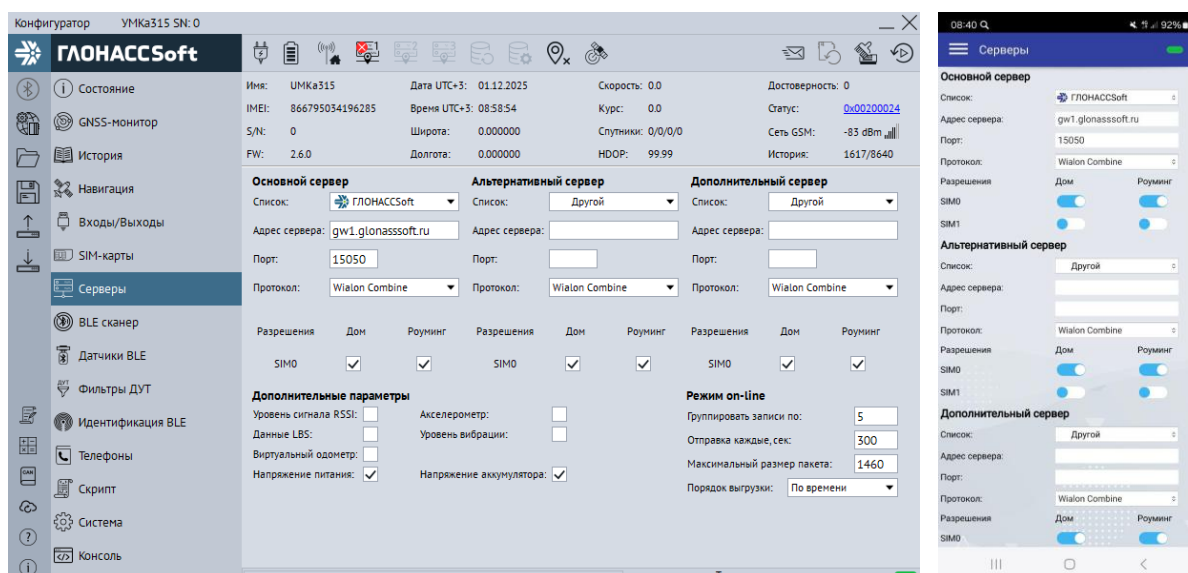 Конфигуратор УМКа315 SN: 0
ГЛОНАССSoft
Состояние
GNSS-монитор
История
Навигация
Входы/Выходы
SIM-карты
Серверы
BLE сканер
Датчики BLE
Фильтры ДУТ
Идентификация BLE
Телефоны
Скрипт
Система
Консоль
Имя: UMKa315 Дата UTC+3: 01.12.2025 Скорость: 0.0 Достоверность: 0
IMEI: 866795034196285 Время UTC+3: 08:58:54 Курс: 0.0 Статус: 0x00200024
S/N: 0 Широта: 0.000000 Спутники: 0/0/0/0 Сеть GSM: -83 dBm
FW: 2.6.0 Долгота: 0.000000 HDOP: 99.99 История: 1617/8640
Основной сервер Альтернативный сервер Дополнительный сервер
Список: ГЛОНАССSoft Список: Другой Список: Другой
Адрес сервера: gw1.glonasssoft.ru Адрес сервера: Адрес сервера:
Порт: 15050 Порт: Порт:
Протокол: Wialon Combine Протокол: Wialon Combine Протокол: Wialon Combine
Разрешения Дом Роуминг Разрешения Дом Роуминг Разрешения Дом Роуминг
SIM0 SIM0 SIM0
Дополнительные параметры Режим on-line
Уровень сигнала RSSI: Акселерометр: Группировать записи по: 5
Данные LBS: Уровень вибрации: Отправка каждые, сек: 300
Виртуальный одометр: Максимальный размер пакета: 1460
Напряжение питания: Напряжение аккумулятора: Порядок выгрузки: По времени
08:40 92%
Серверы
Основной сервер
Список: ГЛОНАССSoft
Адрес сервера: gw1.glonasssoft.ru
Порт: 15050
Протокол: Wialon Combine
Разрешения Дом Роуминг
SIM0
SIM1
Альтернативный сервер
Список: Другой
Адрес сервера:
Порт:
Протокол: Wialon Combine
Разрешения Дом Роуминг
SIM0
SIM1
Дополнительный сервер
Список: Другой
Адрес сервера:
Порт:
Протокол: Wialon Combine
Разрешения Дом Роуминг
SIM0